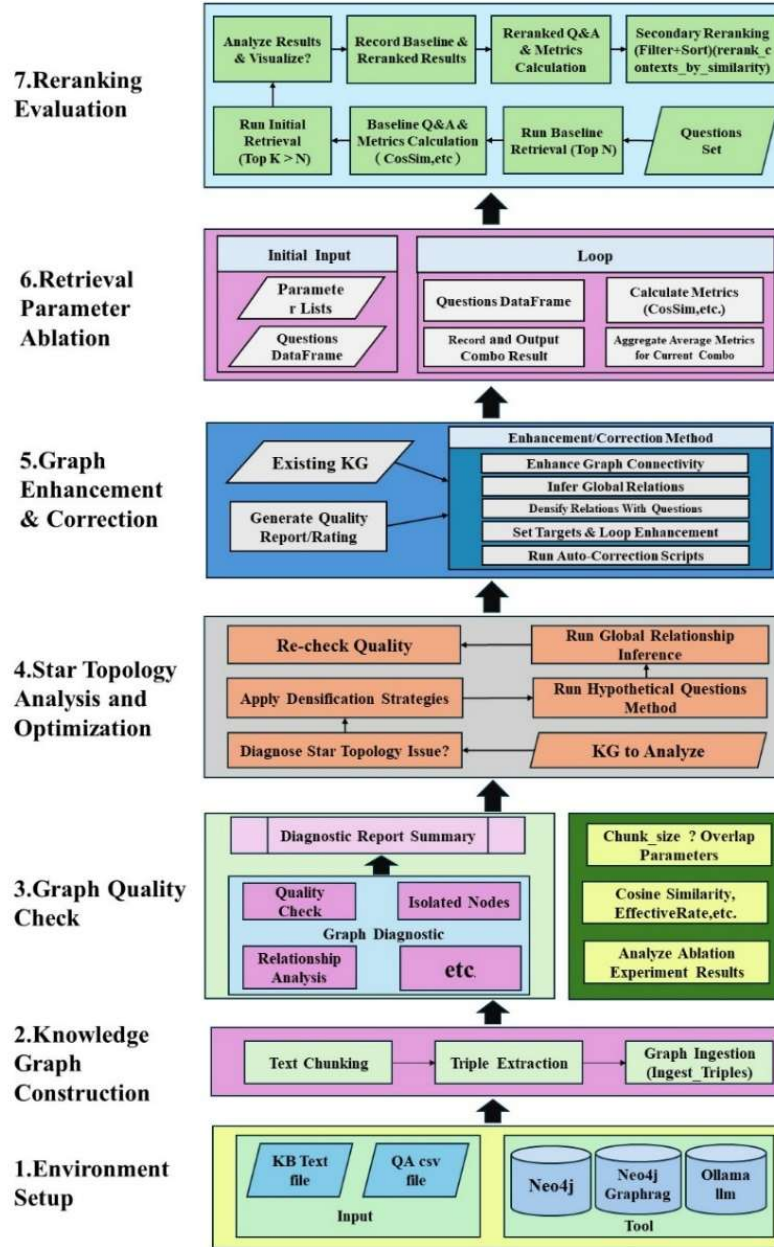 7.Reranking
Evaluation
Analyze Results
& Visualize?
Record Baseline &
Reranked Results
Reranked Q&A
& Metrics
Calculation
Secondary Reranking
(Filter+Sort)(rerank_c
ontexts_by_similarity)
Run Initial
Retrieval
(Top K > N)
Baseline Q&A &
Metrics Calculation
(CosSim,etc)
Run Baseline
Retrieval (Top N)
Questions
Set
6.Retrieval
Parameter
Ablation
Initial Input
Paramete
r Lists
Questions
DataFrame
Loop
Questions DataFrame
Calculate Metrics
(CosSim,etc.)
Record and Output
Combo Result
Aggregate Average Metrics
for Current Combo
5.Graph
Enhancement
& Correction
Existing KG
Generate Quality
Report/Rating
Enhancement/Correction Method
Enhance Graph Connectivity
Infer Global Relations
Densify Relations With Questions
Set Targets & Loop Enhancement
Run Auto-Correction Scripts
4.Star Topology
Analysis and
Optimization
Re-check Quality
Run Global Relationship
Inference
Apply Densification Strategies
Run Hypothetical Questions
Method
Diagnose Star Topology Issue?
KG to Analyze
3.Graph Quality
Check
Diagnostic Report Summary
Quality
Check
Isolated Nodes
Graph Diagnostic
Relationship
Analysis
etc.
Chunk_size ? Overlap
Parameters
Cosine Similarity,
EffectiveRate,etc.
Analyze Ablation
Experiment Results
2.Knowledge
Graph
Construction
Text Chunking
Triple Extraction
Graph Ingestion
(Ingest_Triples)
1.Environment
Setup
KB Text
file
QA csv
file
Input
Neo4j
Neo4j
Graphrag
Ollama
llm
Tool